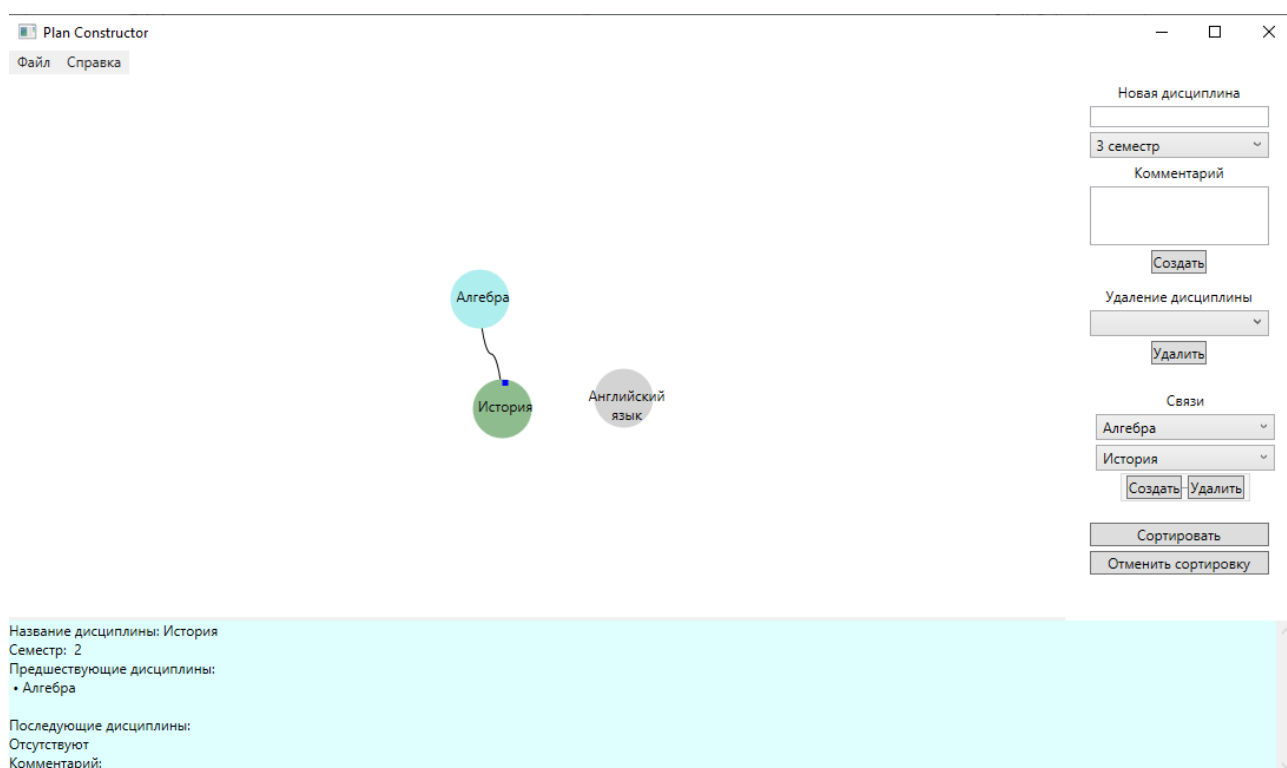 Plan Constructor
Файл Справка
Новая дисциплина
3 семестр
Комментарий
Создать
Удаление дисциплины
Удалить
Связи
Алгебра
История
Создать Удалить
Сортировать
Отменить сортировку
Алгебра
История
Английский
язык
Название дисциплины: История
Семестр: 2
Предшествующие дисциплины:
• Алгебра
Последующие дисциплины:
Отсутствуют
Комментарий: